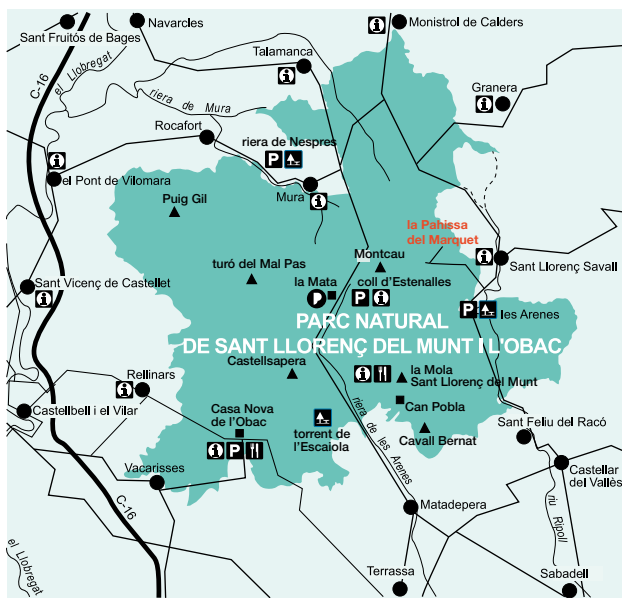 Navarcles
Monistrol de Calders
Sant Fruitós de Bages
Talamanca
el Llobregat
C-16
Granera
riera de Mura
Rocafort
riera de Nespres
P
el Pont de Vilomara
Mura
Puig Gil
la Pahissa
del Marquet
Montcau
turó del Mal Pas
Sant Llorenç Savall
la Mata
coll d'Estenalles
P
P
Sant Vicenç de Castellet
P
les Arenes
PARC NATURAL
DE SANT LLORENÇ DEL MUNT I L'OBAC
Castellsapera
la Mola
Sant Llorenç del Munt
Rellinars
Can Pobla
Castellbell i el Vilar
Casa Nova
de l'Obac
P
torrent de
l'Escaiola
riera de les Arenes
Cavall Bernat
Sant Feliu del Racó
Vacarisses
Castellar
del Vallès
C-16
Matadepera
riu Ripoll
el Llobregat
Terrassa
Sabadell